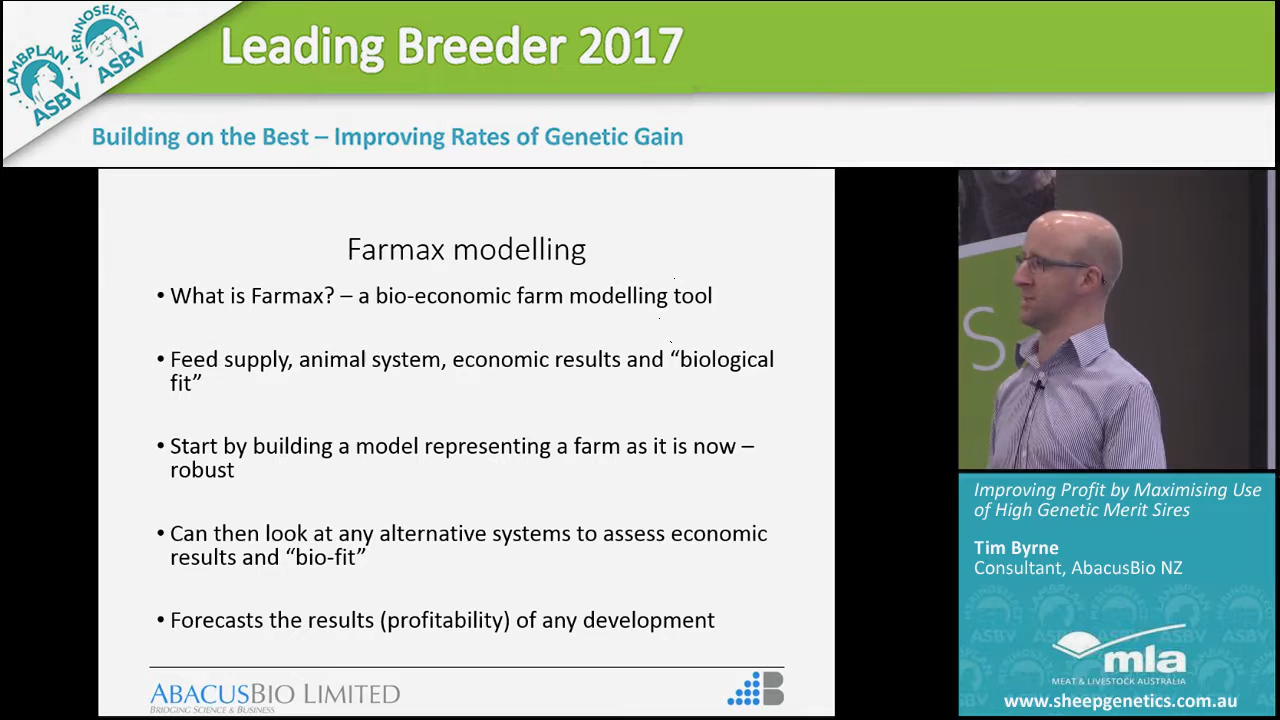 LAMBPLAN
ASBV
MERINOSELECT
ASBV
Leading Breeder 2017
Building on the Best – Improving Rates of Genetic Gain
Farmax modelling
• What is Farmax? – a bio-economic farm modelling tool
• Feed supply, animal system, economic results and “biological
fit”
• Start by building a model representing a farm as it is now –
robust
• Can then look at any alternative systems to assess economic
results and “bio-fit”
• Forecasts the results (profitability) of any development
ABACUSBIO LIMITED
BRIDGING SCIENCE & BUSINESS
B
S
Improving Profit by Maximising Use
of High Genetic Merit Sires
Tim Byrne
Consultant, AbacusBio NZ
ASBV
ASBV
mla
MEAT & LIVESTOCK AUSTRALIA
www.sheepgenetics.com.au